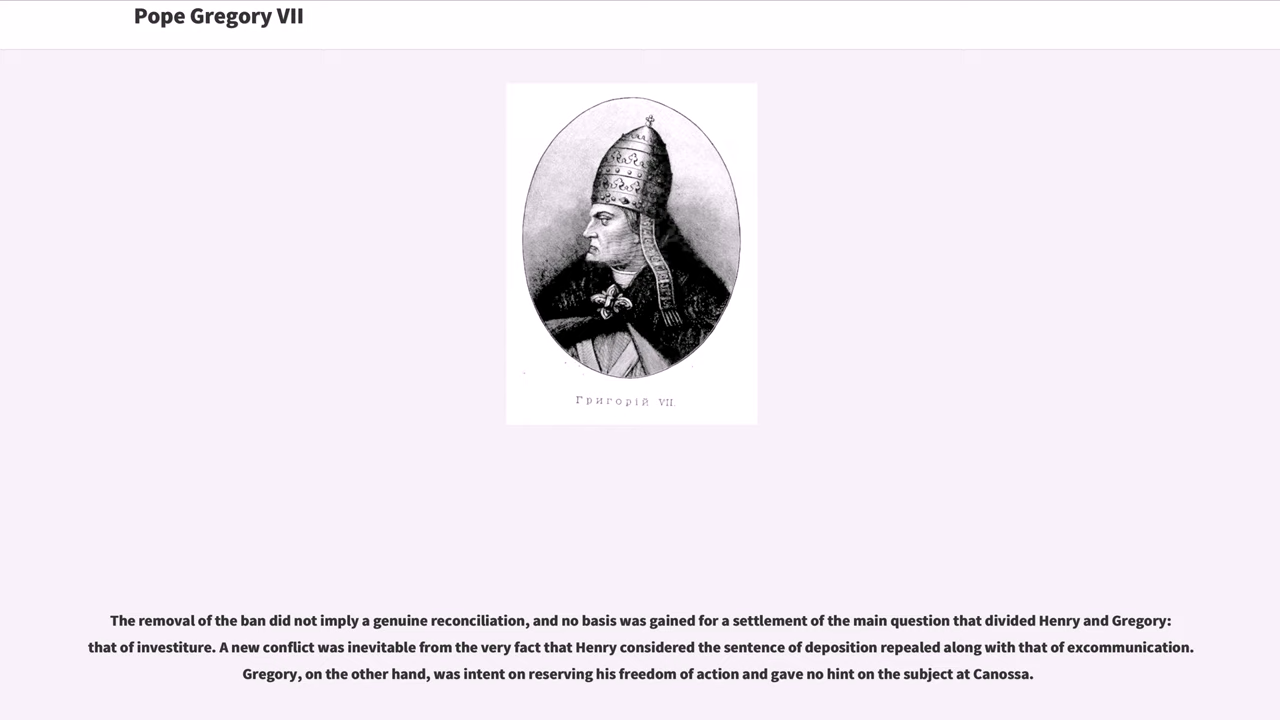 Pope Gregory VII
Григорій VII.
The removal of the ban did not imply a genuine reconciliation, and no basis was gained for a settlement of the main question that divided Henry and Gregory:
that of investiture. A new conflict was inevitable from the very fact that Henry considered the sentence of deposition repealed along with that of excommunication.
Gregory, on the other hand, was intent on reserving his freedom of action and gave no hint on the subject at Canossa.